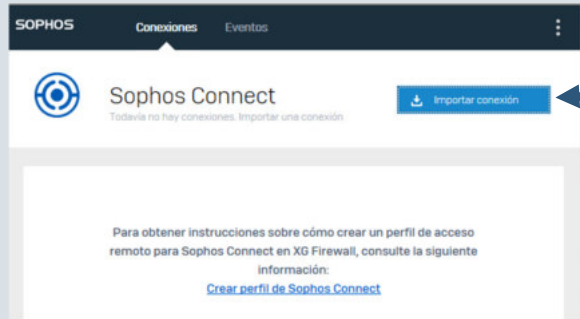 SOPHOS Conexiones Eventos
Sophos Connect
Importar conexión
Todavía no hay conexiones. Importar una conexión
Para obtener instrucciones sobre cómo crear un perfil de acceso
remoto para Sophos Connect en XG Firewall, consulte la siguiente
información:
Crear perfil de Sophos Connect